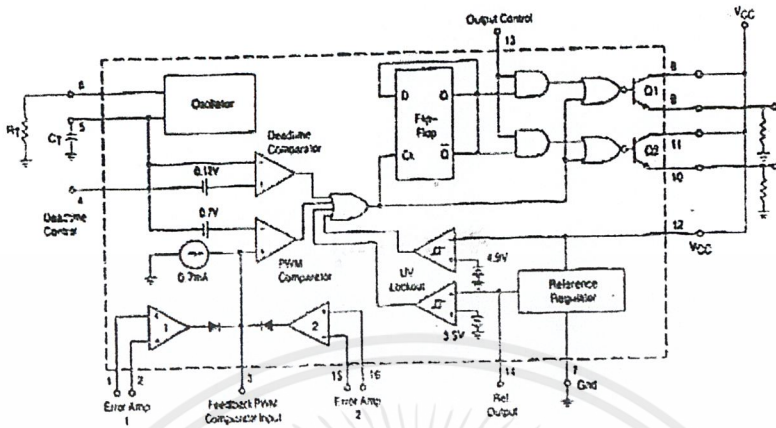 Output Control
VCC
13
6
Oscillator
RT
5
CT
D
Q
Flip-
Flop
Ck
Q̅
Q1
8
9
Q2
11
10
Deadtime
Comparator
0.12V
4
Deadtime
Control
0.7V
PWM
Comparator
0.7mA
UV
Lockout
4.9V
12
VCC
3.5V
Reference
Regulator
1
2
1
2
3
15
16
14
7
Gnd
Error Amp
1
Feedback PWM
Comparator Input
Error Amp
2
Ref.
Output